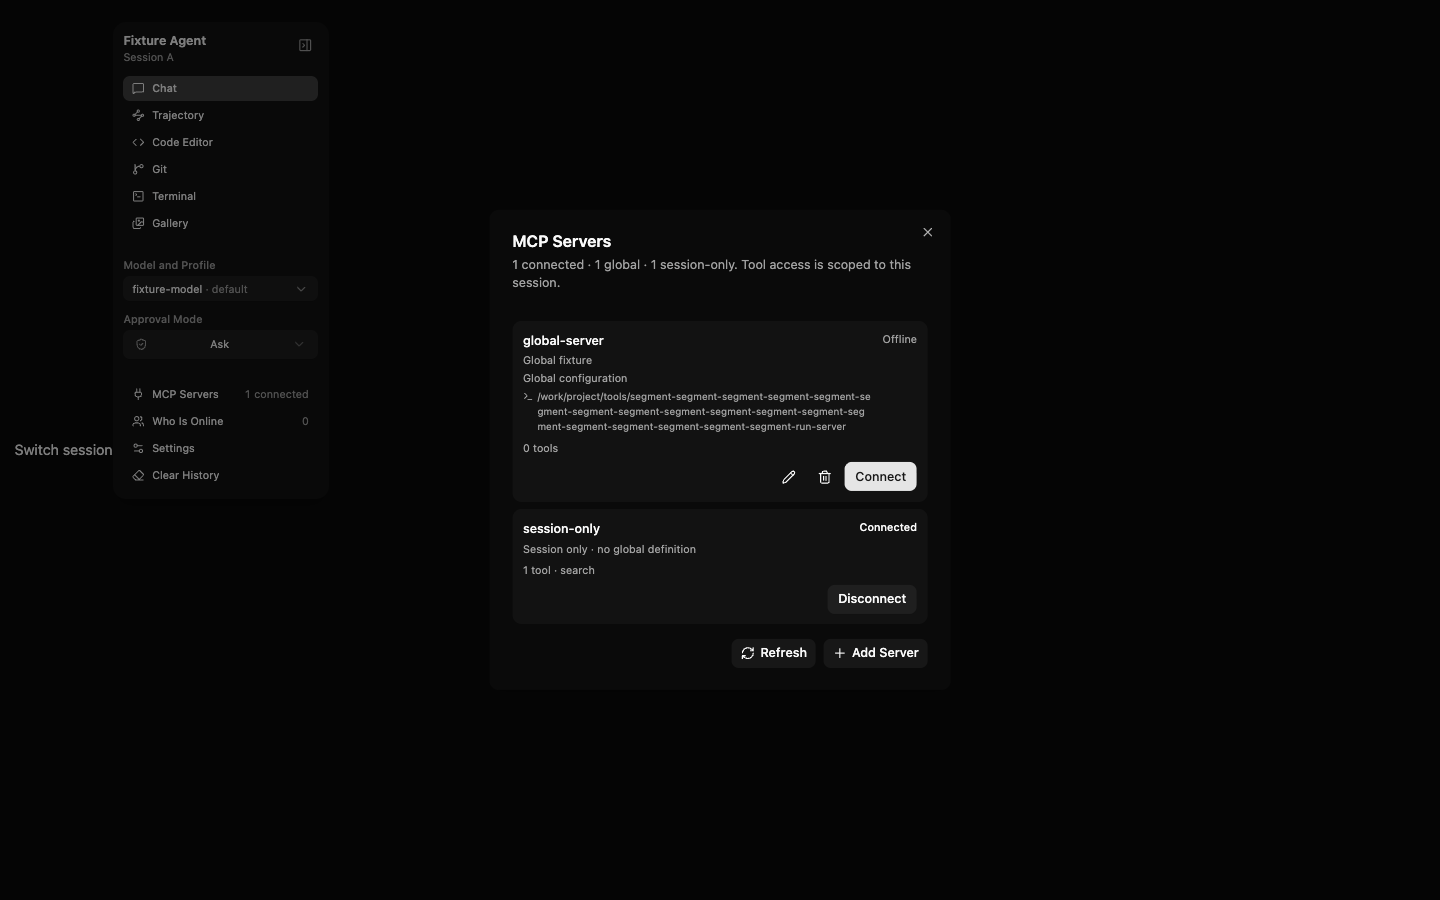 Fixture Agent
Session A
Chat
Trajectory
Code Editor
Git
Terminal
Gallery
Model and Profile
fixture-model · default
Approval Mode
Ask
MCP Servers 1 connected
Who Is Online 0
Settings
Clear History
Switch session
MCP Servers
1 connected · 1 global · 1 session-only. Tool access is scoped to this
session.
global-server Offline
Global fixture
Global configuration
/work/project/tools/segment-segment-segment-segment-segment-se
gment-segment-segment-segment-segment-segment-segment-seg
ment-segment-segment-segment-segment-segment-run-server
0 tools
Connect
session-only Connected
Session only · no global definition
1 tool · search
Disconnect
Refresh Add Server